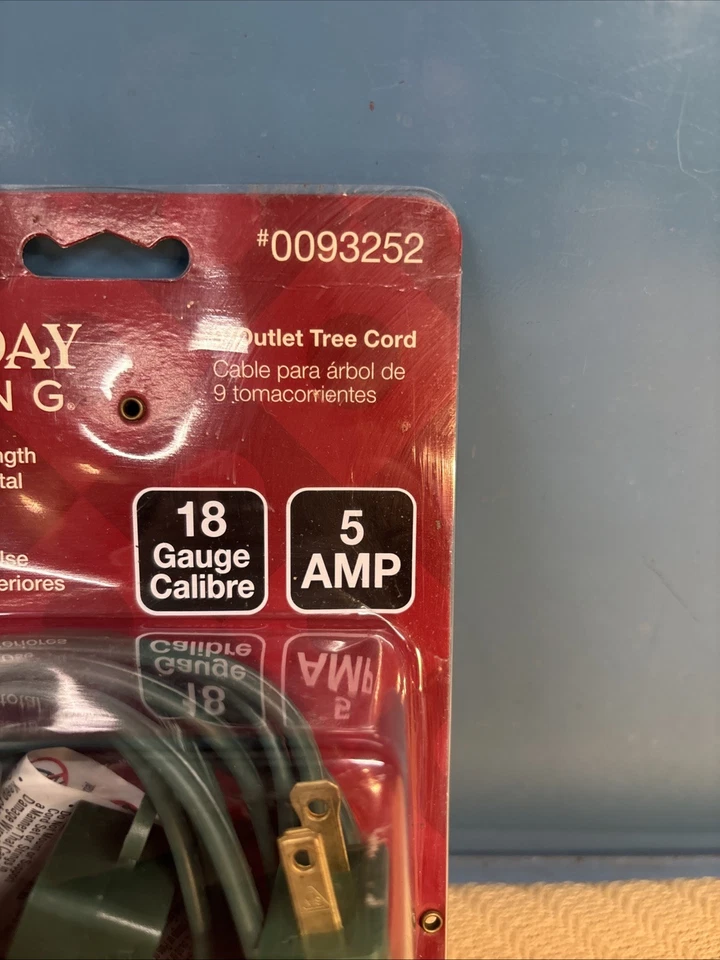 #0093252
DAY
NG®
Outlet Tree Cord
Cable para árbol de
9 tomacorrientes
ngth
tal
18
Gauge
Calibre
5
AMP
Use
eriores